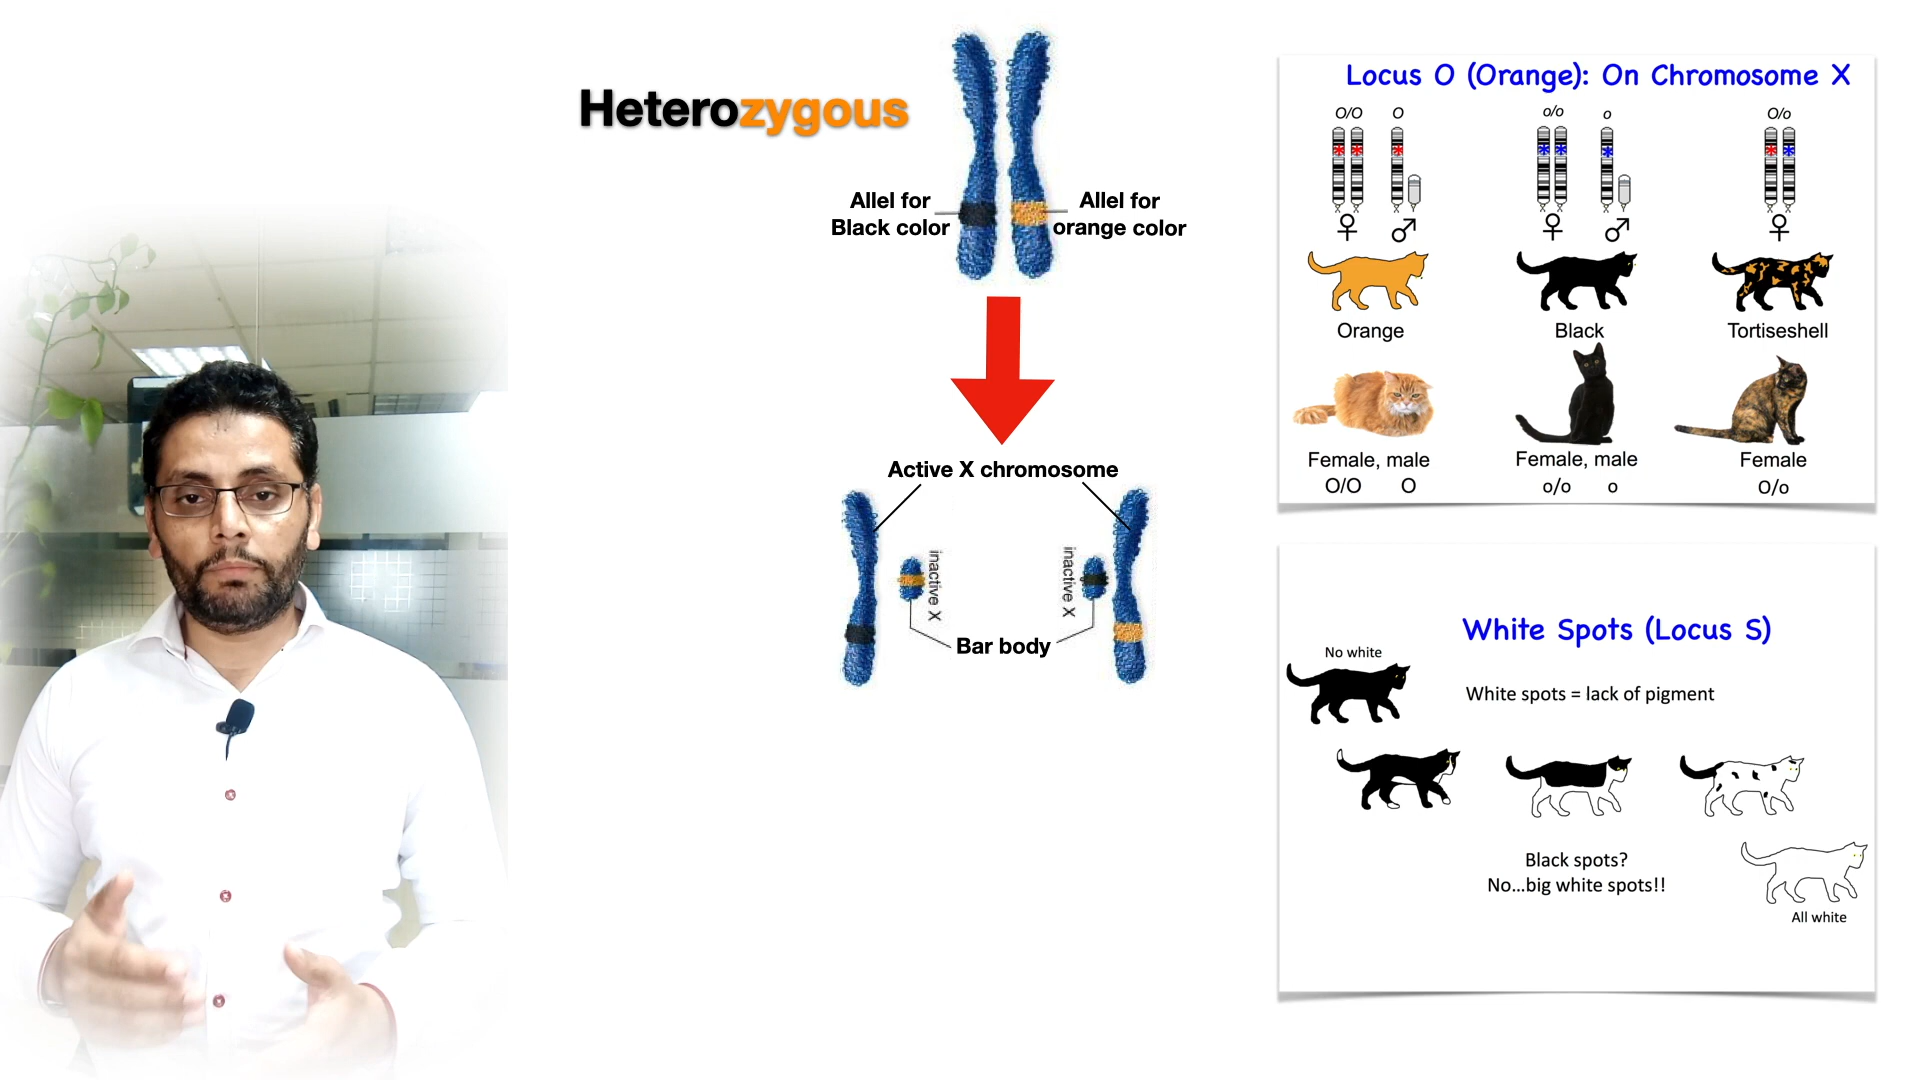 Heterozygous
Allel for
Black color
Allel for
orange color
Active X chromosome
inactive X
inactive X
Bar body
Locus O (Orange): On Chromosome X
O/O O o/o o O/o
♀ ♂ ♀ ♂ ♀
Orange Black Tortiseshell
Female, male Female, male Female
O/O O o/o o O/o
White Spots (Locus S)
No white
White spots = lack of pigment
Black spots?
No...big white spots!!
All white